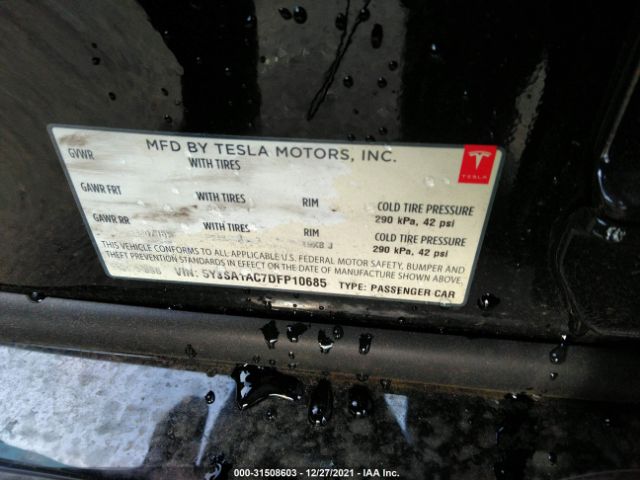 MFD BY TESLA MOTORS, INC.
GVWR WITH TIRES
TESLA
GAWR FRT WITH TIRES RIM COLD TIRE PRESSURE
290 kPa, 42 psi
GAWR RR WITH TIRES RIM COLD TIRE PRESSURE
290 kPa, 42 psi
THIS VEHICLE CONFORMS TO ALL APPLICABLE U.S. FEDERAL MOTOR SAFETY, BUMPER AND
THEFT PREVENTION STANDARDS IN EFFECT ON THE DATE OF MANUFACTURE SHOWN ABOVE.
VIN: 5YJSA1AC7DFP10685 TYPE: PASSENGER CAR
000-31508603 - 12/27/2021 - IAA Inc.